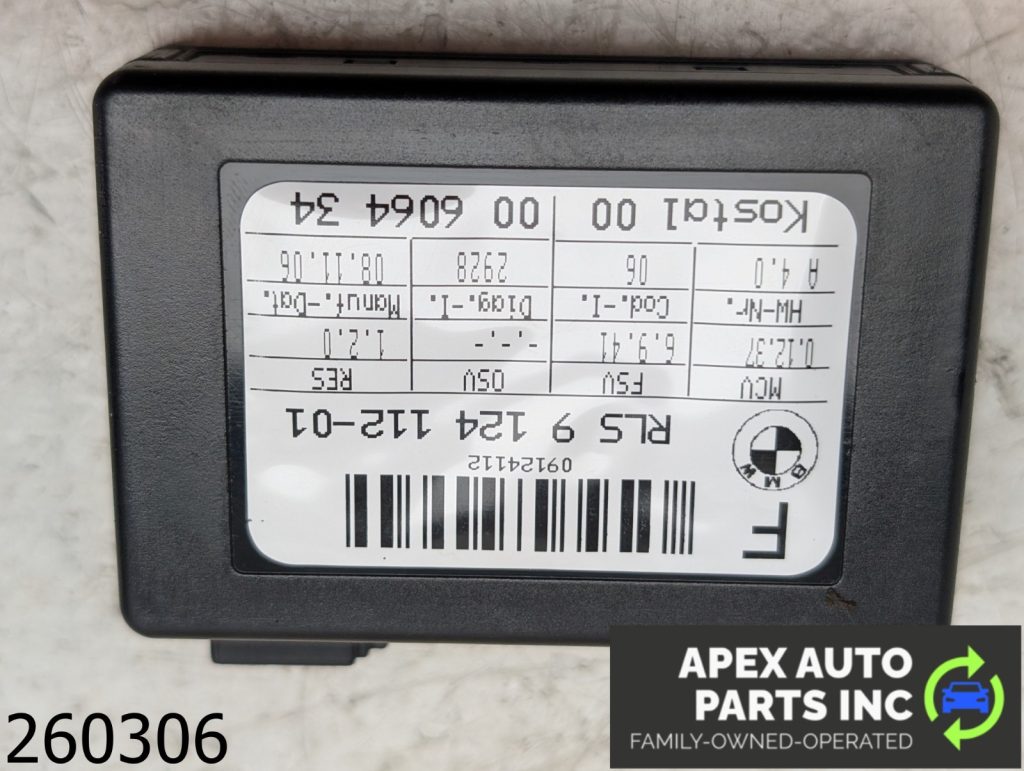 F
09124112
BMW
RLS 9 124 112-01
MCV FSV OSV RES
0.12.37 6.9.41 -.-.- 1.2.0
HW-Nr. Cod.-I. Diag.-I. Manuf.-Dat.
A 4.0 06 2928 08.11.06
Kostal 00 00 6064 34
APEX AUTO
PARTS INC
FAMILY-OWNED-OPERATED
260306